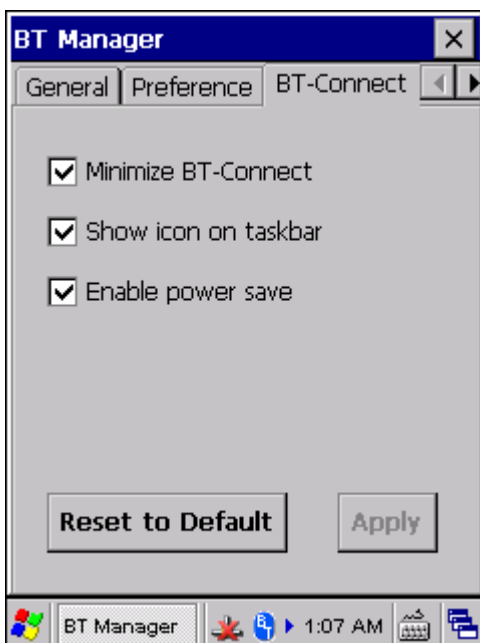 BT Manager
General Preference BT-Connect
Minimize BT-Connect
Show icon on taskbar
Enable power save
Reset to Default Apply
BT Manager 1:07 AM